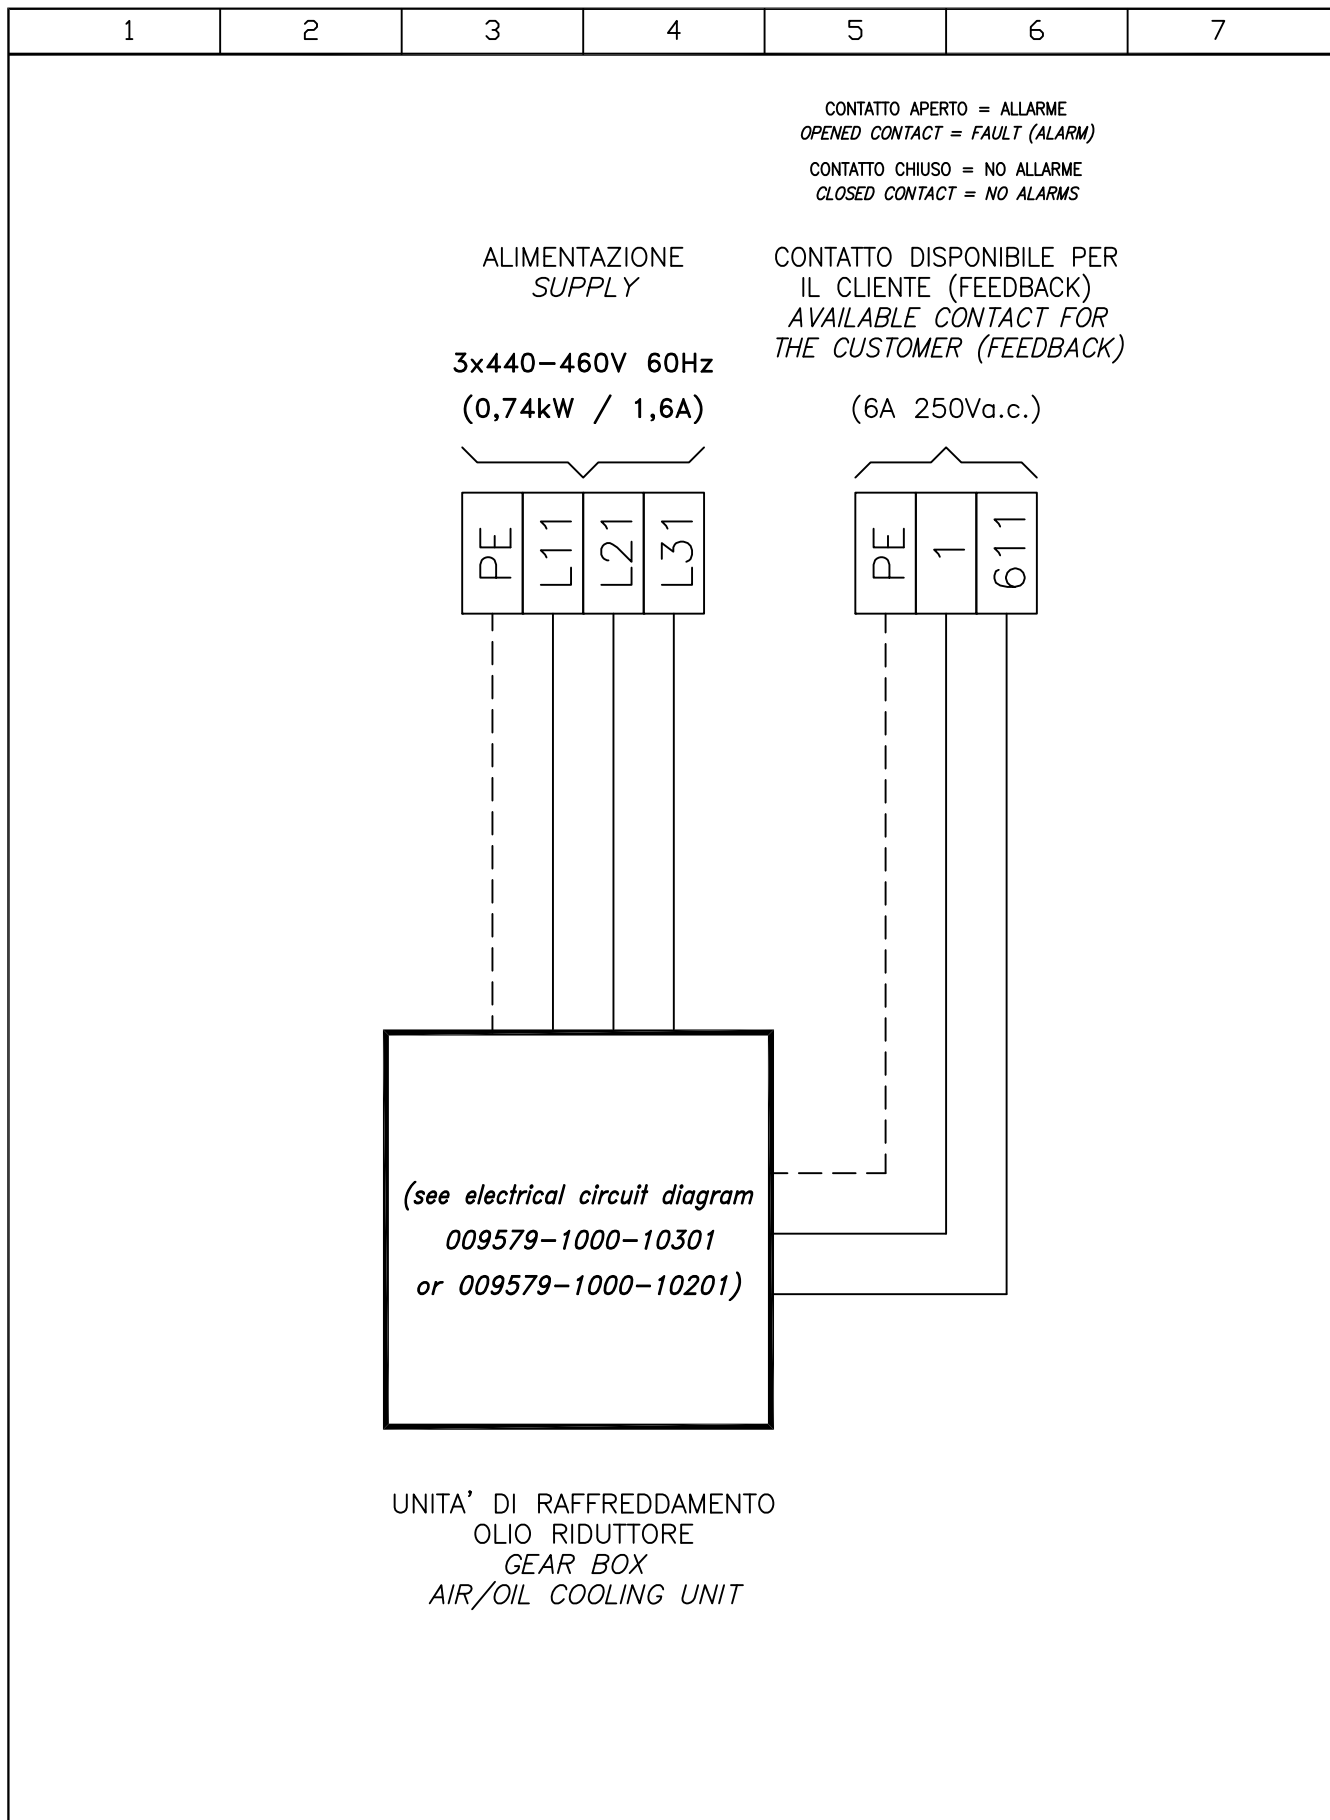 1 2 3 4 5 6 7
CONTATTO APERTO = ALLARME
OPENED CONTACT = FAULT (ALARM)
CONTATTO CHIUSO = NO ALLARME
CLOSED CONTACT = NO ALARMS
ALIMENTAZIONE
SUPPLY
3x440-460V 60Hz
(0,74kW / 1,6A)
CONTATTO DISPONIBILE PER
IL CLIENTE (FEEDBACK)
AVAILABLE CONTACT FOR
THE CUSTOMER (FEEDBACK)
(6A 250Va.c.)
PE
L11
L21
L31
PE
1
611
(see electrical circuit diagram
009579-1000-10301
or 009579-1000-10201)
UNITA' DI RAFFREDDAMENTO
OLIO RIDUTTORE
GEAR BOX
AIR/OIL COOLING UNIT